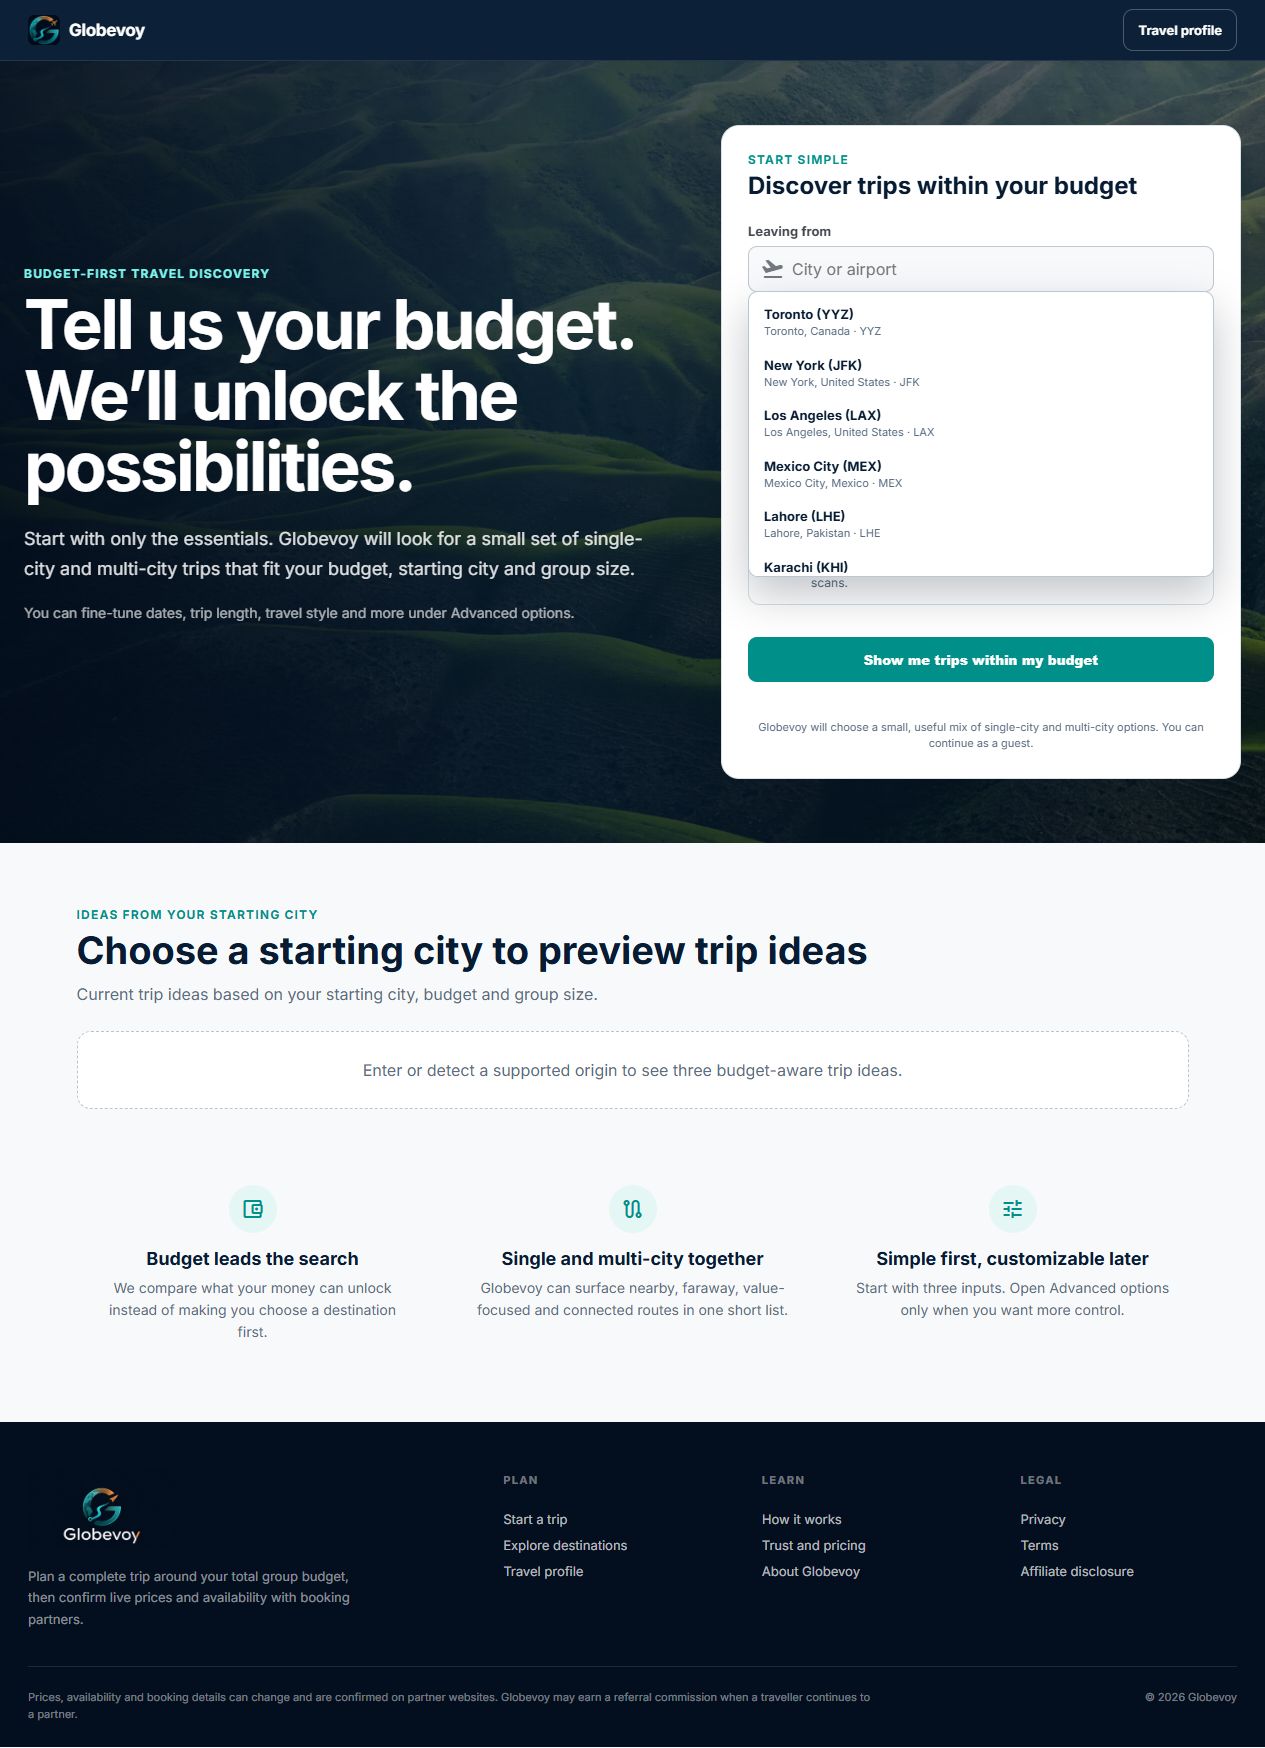 Globevoy
Travel profile
BUDGET-FIRST TRAVEL DISCOVERY
Tell us your budget.
We’ll unlock the
possibilities.
Start with only the essentials. Globevoy will look for a small set of single-
city and multi-city trips that fit your budget, starting city and group size.
You can fine-tune dates, trip length, travel style and more under Advanced options.
START SIMPLE
Discover trips within your budget
Leaving from
City or airport
Toronto (YYZ)
Toronto, Canada · YYZ
New York (JFK)
New York, United States · JFK
Los Angeles (LAX)
Los Angeles, United States · LAX
Mexico City (MEX)
Mexico City, Mexico · MEX
Lahore (LHE)
Lahore, Pakistan · LHE
Karachi (KHI)
scans.
Show me trips within my budget
Globevoy will choose a small, useful mix of single-city and multi-city options. You can
continue as a guest.
IDEAS FROM YOUR STARTING CITY
Choose a starting city to preview trip ideas
Current trip ideas based on your starting city, budget and group size.
Enter or detect a supported origin to see three budget-aware trip ideas.
Budget leads the search
We compare what your money can unlock
instead of making you choose a destination
first.
Single and multi-city together
Globevoy can surface nearby, faraway, value-
focused and connected routes in one short list.
Simple first, customizable later
Start with three inputs. Open Advanced options
only when you want more control.
Globevoy
Plan a complete trip around your total group budget,
then confirm live prices and availability with booking
partners.
PLAN
Start a trip
Explore destinations
Travel profile
LEARN
How it works
Trust and pricing
About Globevoy
LEGAL
Privacy
Terms
Affiliate disclosure
Prices, availability and booking details can change and are confirmed on partner websites. Globevoy may earn a referral commission when a traveller continues to
a partner.
© 2026 Globevoy